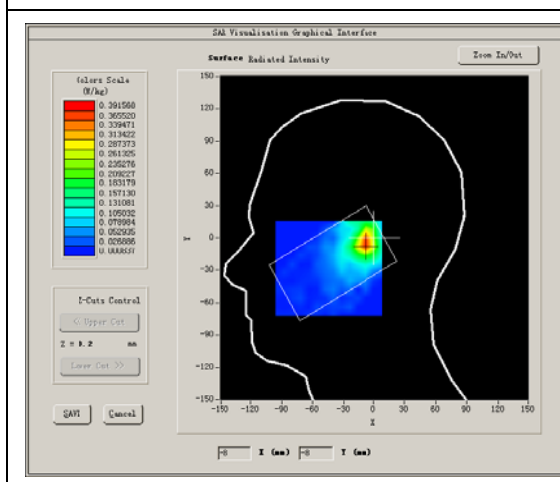 SAR Visualisation Graphical Interface
Surface Radiated Intensity
Zoom In/Out
Colors Scale
(W/kg)
0.391568
0.365520
0.339471
0.313422
0.287373
0.261325
0.235276
0.209227
0.183179
0.157130
0.131081
0.105032
0.078984
0.052935
0.026886
0.000837
150
120
90
60
30
0
-30
-60
-90
-120
-150
Y
-150 -120 -90 -60 -30 0 30 60 90 120 150
X
Z-Cuts Control
<< Upper Cut
Z = 0.2 mm
Lower Cut >>
SAVE
Cancel
-8 X (mm) -8 Y (mm)